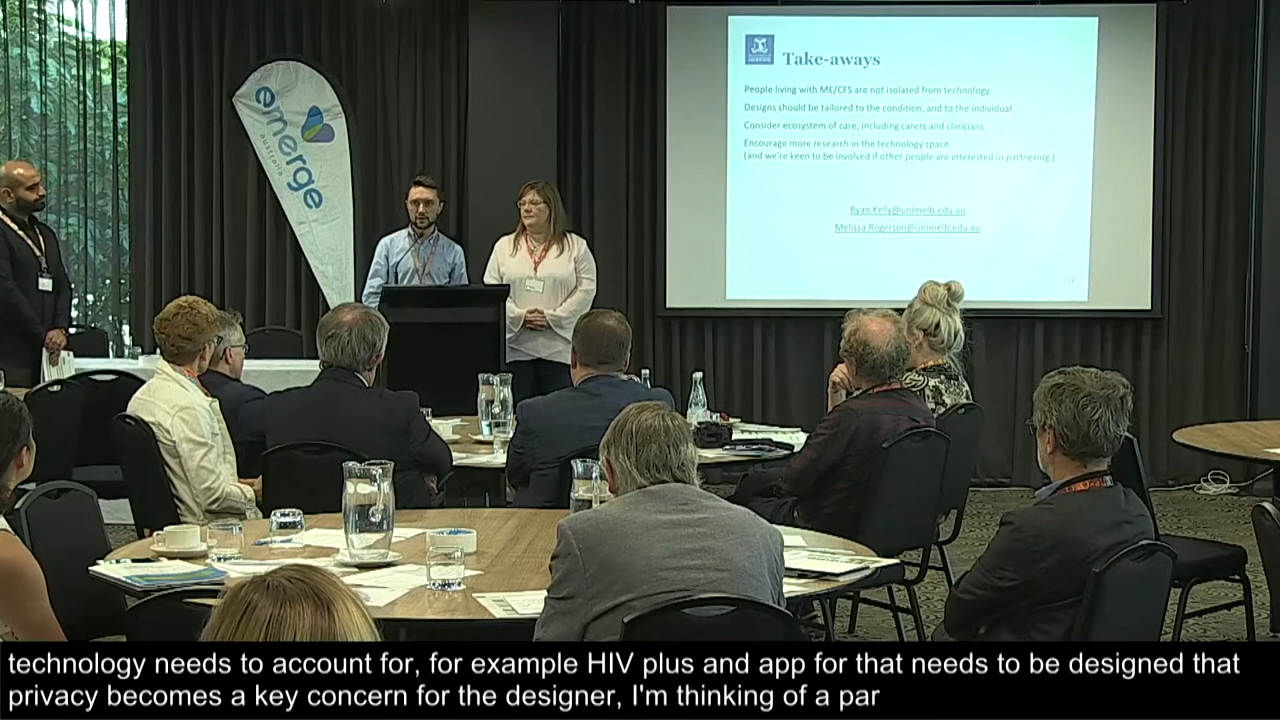 emerge
australia
Take-aways
People living with ME/CFS are not isolated from technology.
Designs should be tailored to the condition, and to the individual.
Consider ecosystem of care, including carers and clinicians.
Encourage more research in the technology space
(and we're keen to be involved if other people are interested in partnering.)
Ryan.Kelly@unimelb.edu.au
Melissa.Rogerson@unimelb.edu.au
technology needs to account for, for example HIV plus and app for that needs to be designed that
privacy becomes a key concern for the designer, I'm thinking of a par